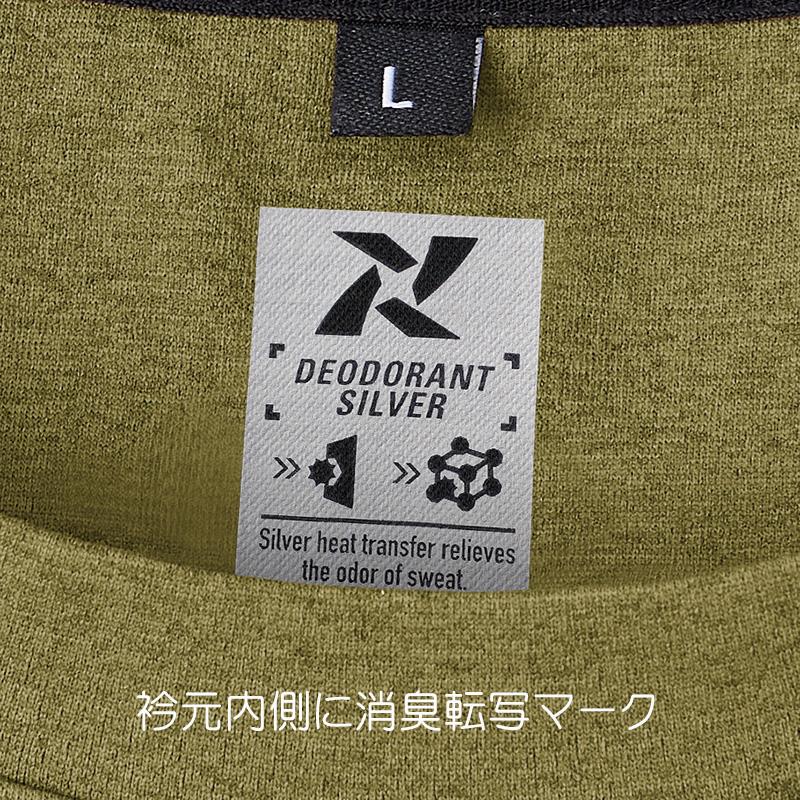 L
DEODORANT
SILVER
Silver heat transfer relieves
the odor of sweat.
衿元内側に消臭転写マーク